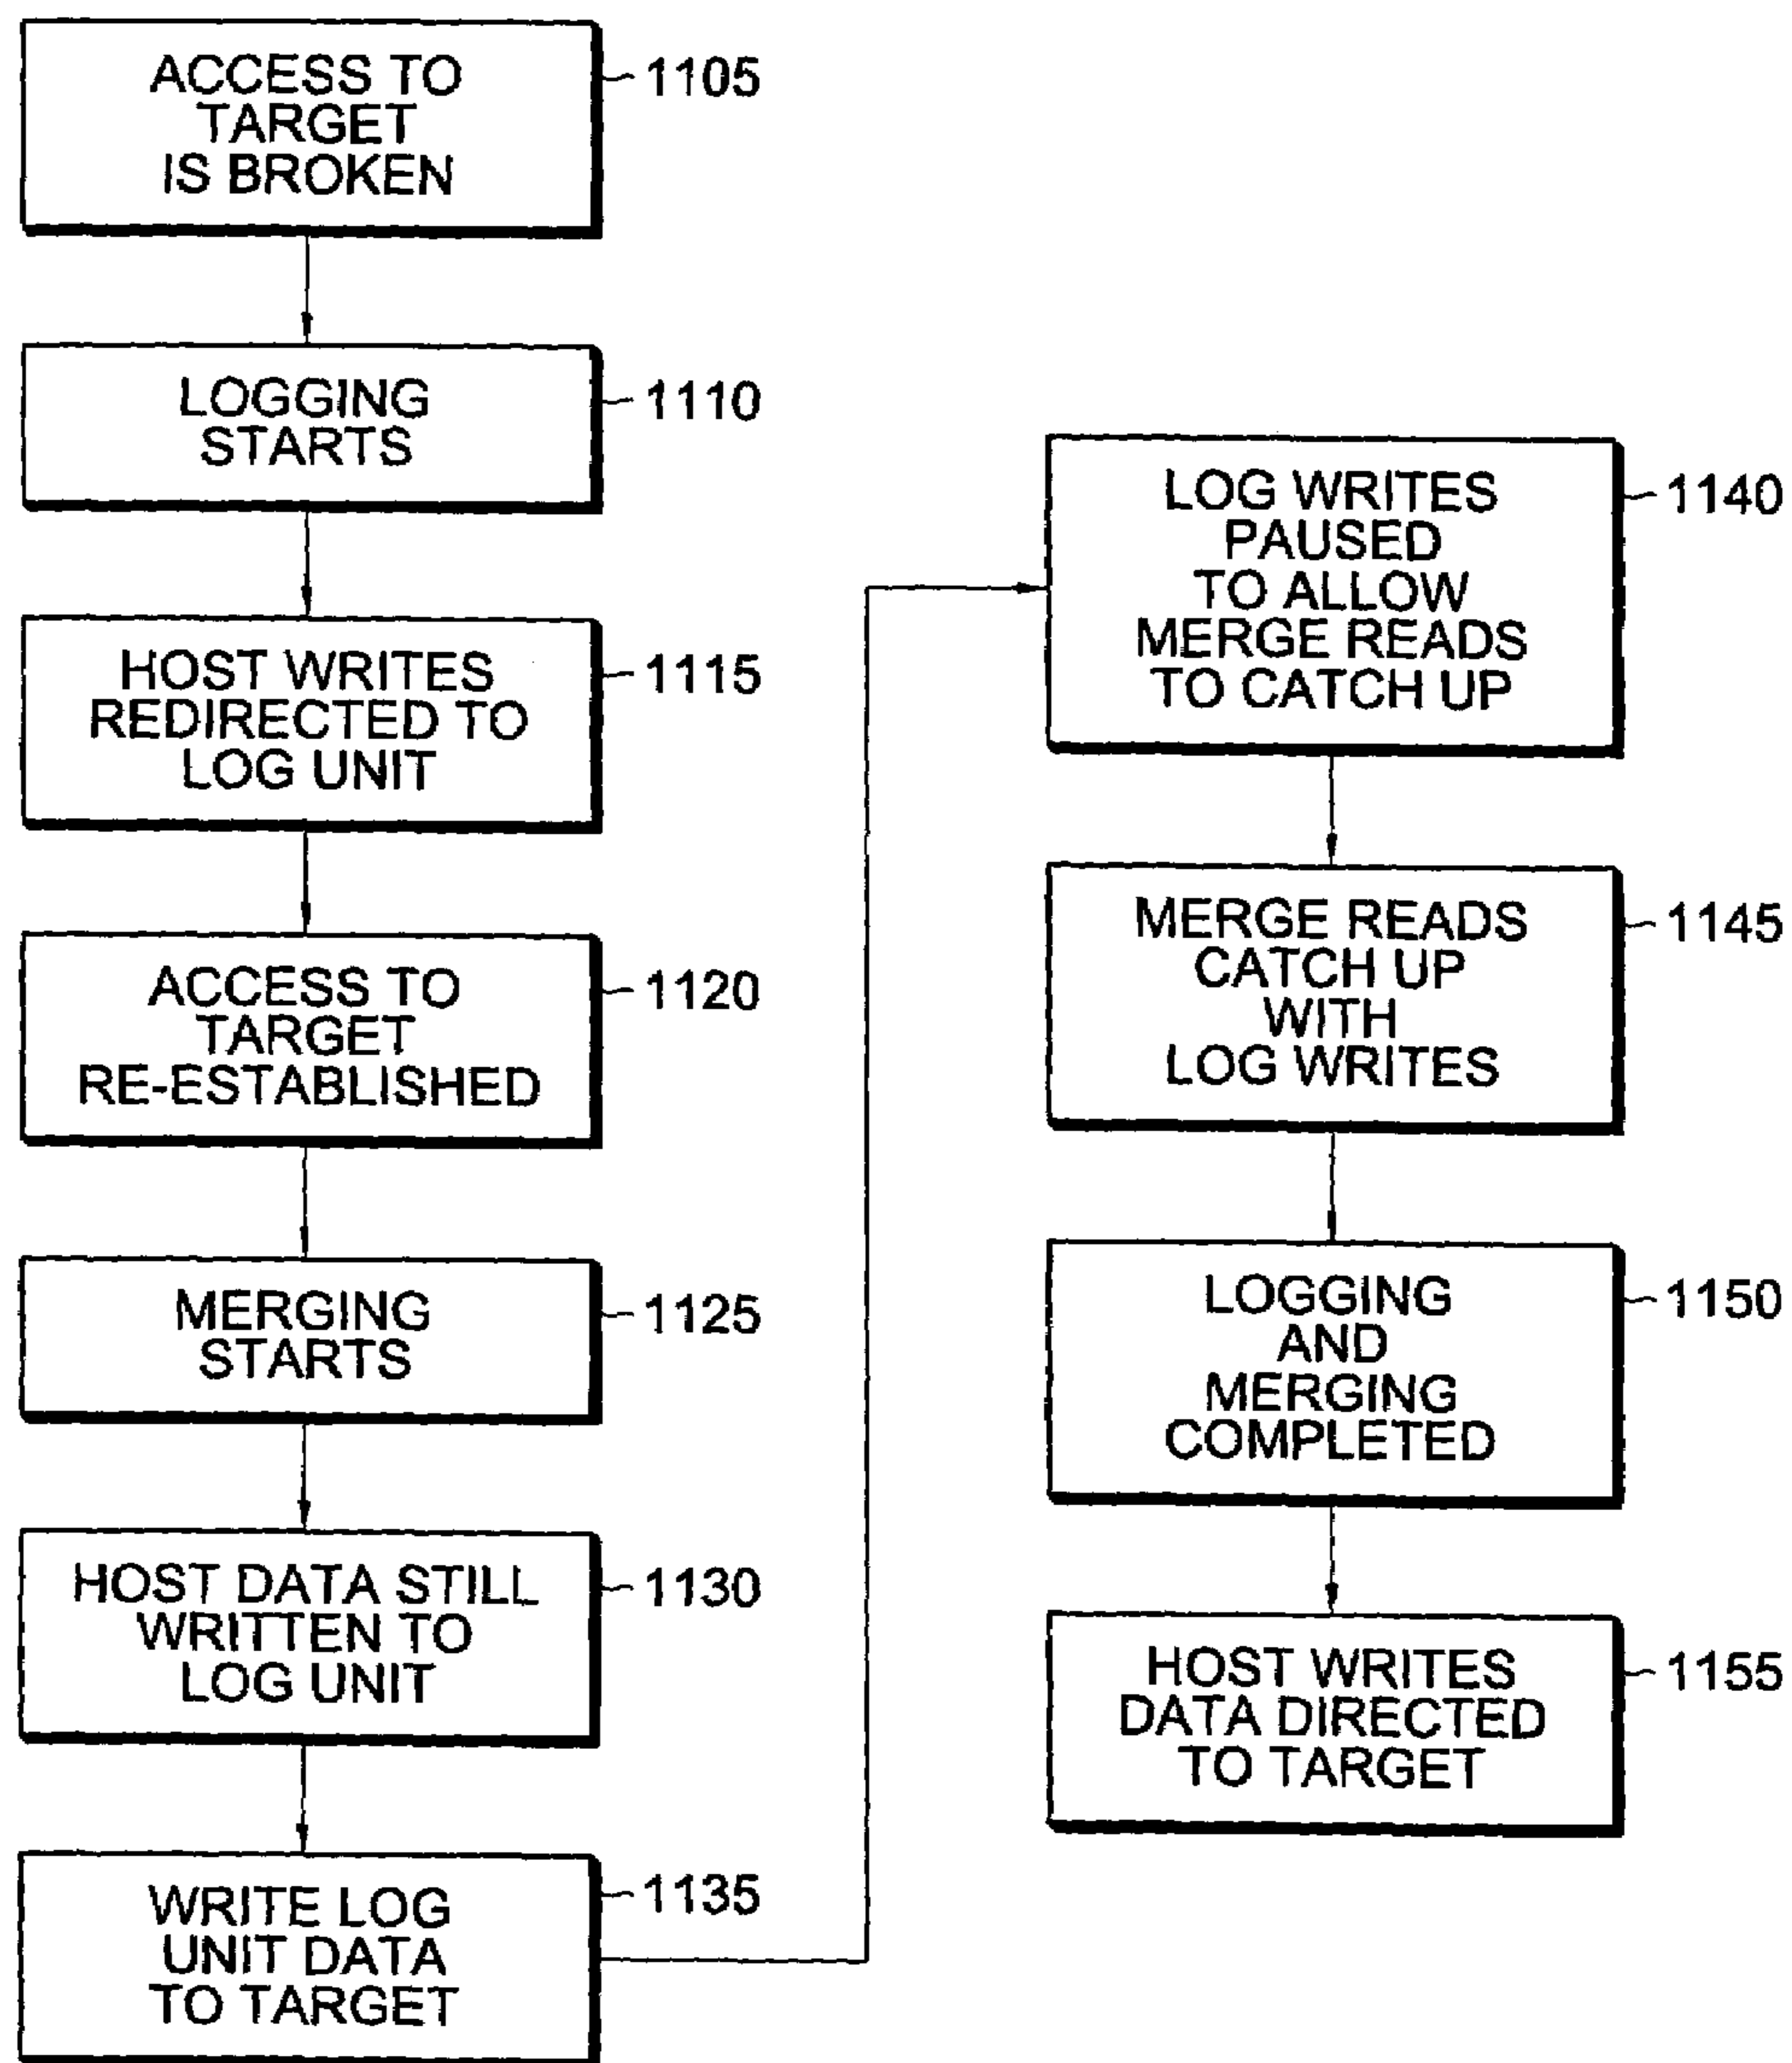 ACCESS TO
TARGET
IS BROKEN
1105
LOGGING
STARTS
1110
HOST WRITES
REDIRECTED TO
LOG UNIT
1115
ACCESS TO
TARGET
RE-ESTABLISHED
1120
MERGING
STARTS
1125
HOST DATA STILL
WRITTEN TO
LOG UNIT
1130
WRITE LOG
UNIT DATA
TO TARGET
1135
LOG WRITES
PAUSED
TO ALLOW
MERGE READS
TO CATCH UP
1140
MERGE READS
CATCH UP
WITH
LOG WRITES
1145
LOGGING
AND
MERGING
COMPLETED
1150
HOST WRITES
DATA DIRECTED
TO TARGET
1155